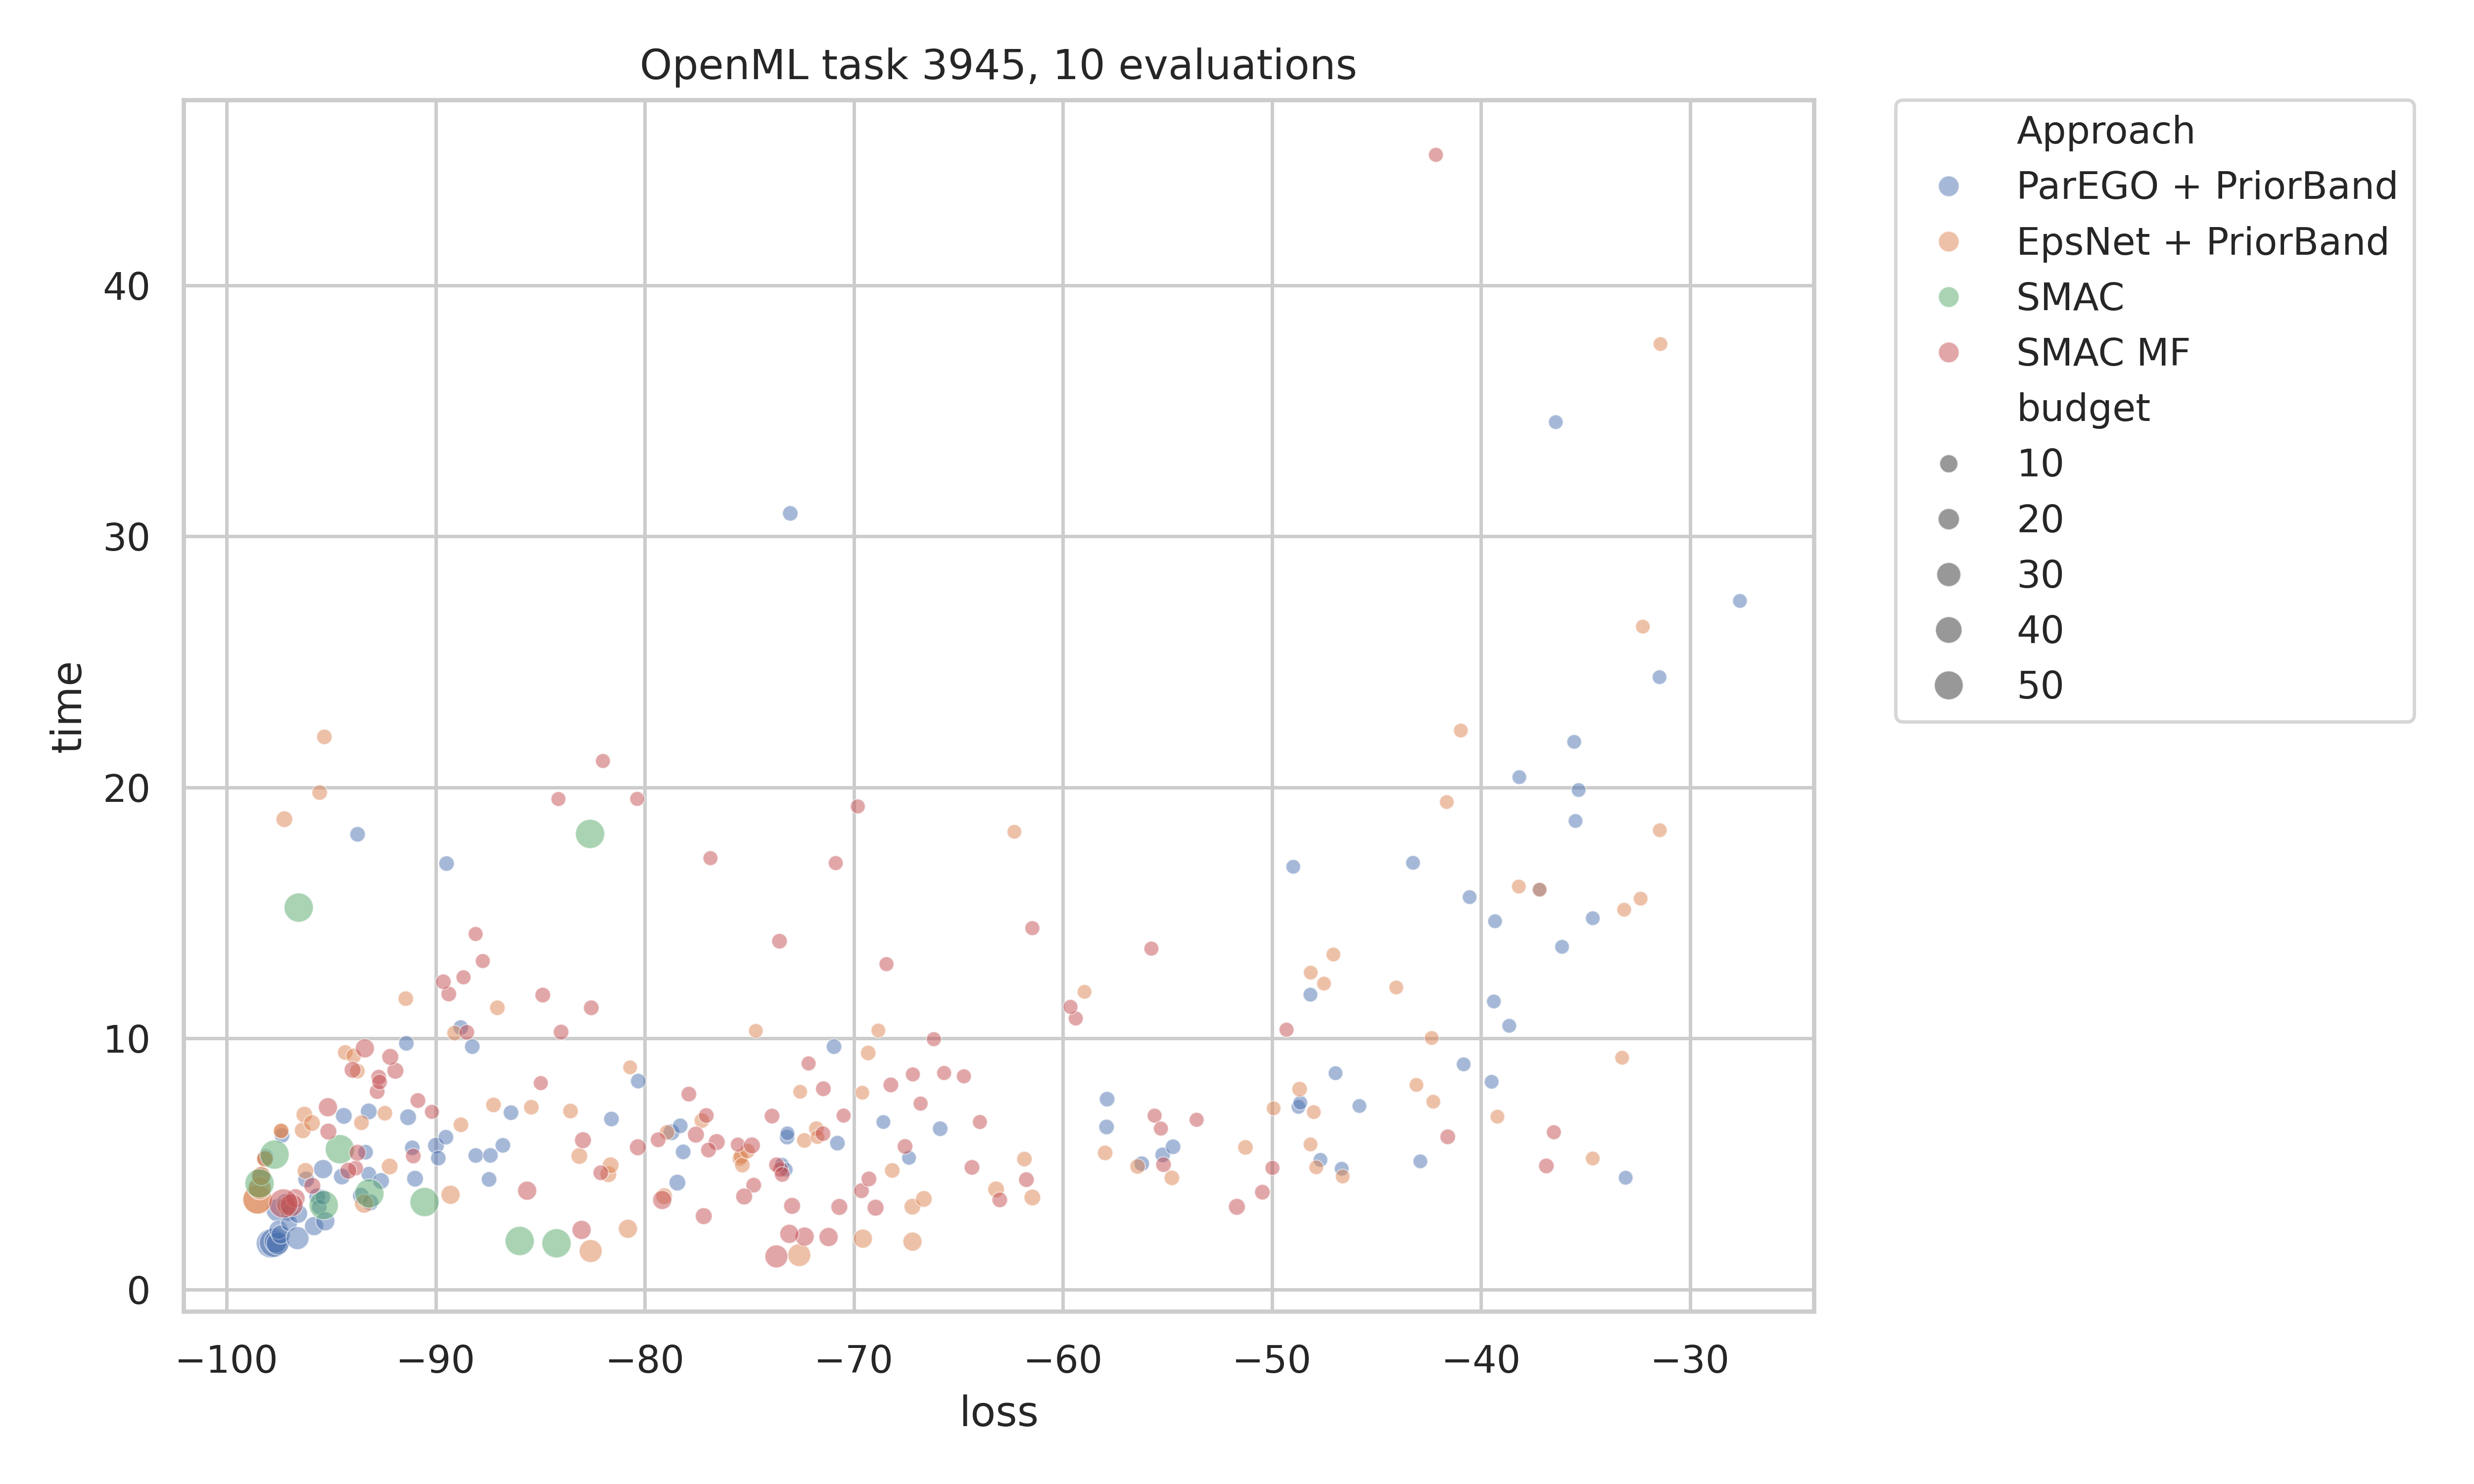 OpenML task 3945, 10 evaluations
time
40
30
20
10
0
−100 −90 −80 −70 −60 −50 −40 −30
loss
Approach
ParEGO + PriorBand
EpsNet + PriorBand
SMAC
SMAC MF
budget
10
20
30
40
50